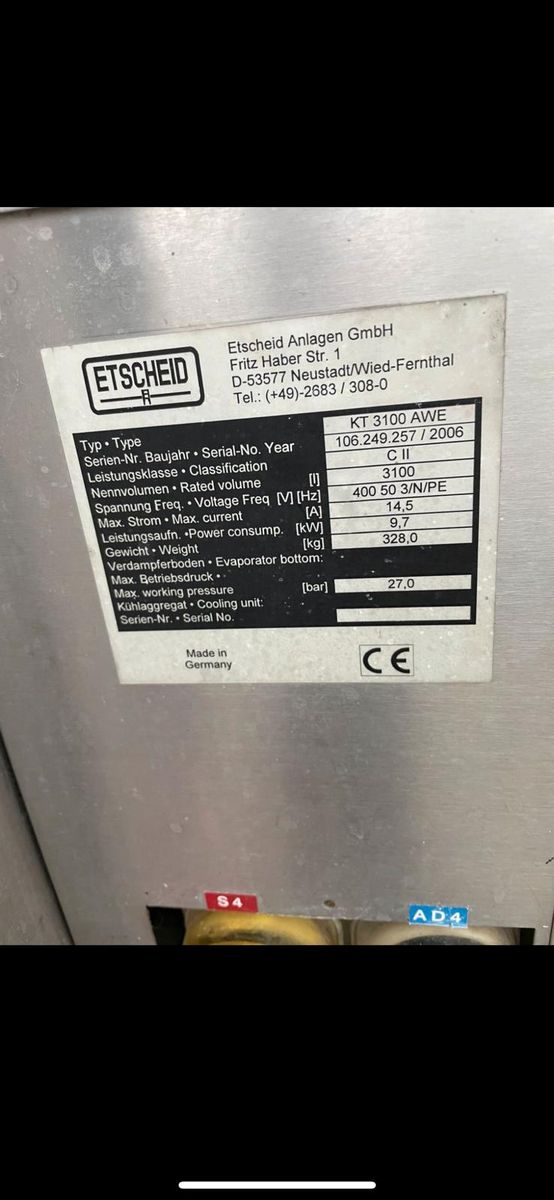 ETSCHEID
Etscheid Anlagen GmbH
Fritz Haber Str. 1
D-53577 Neustadt/Wied-Fernthal
Tel.: (+49)-2683 / 308-0
Typ • Type KT 3100 AWE
Serien-Nr. Baujahr • Serial-No. Year 106.249.257 / 2006
Leistungsklasse • Classification C II
Nennvolumen • Rated volume [l] 3100
Spannung Freq. • Voltage Freq [V] [Hz] 400 50 3/N/PE
Max. Strom • Max. current [A] 14,5
Leistungsaufn. •Power consump. [kW] 9,7
Gewicht • Weight [kg] 328,0
Verdampferboden • Evaporator bottom:
Max. Betriebsdruck •
Max. working pressure [bar] 27,0
Kühlaggregat • Cooling unit:
Serien-Nr. • Serial No.
Made in
Germany
CE
S4
AD4